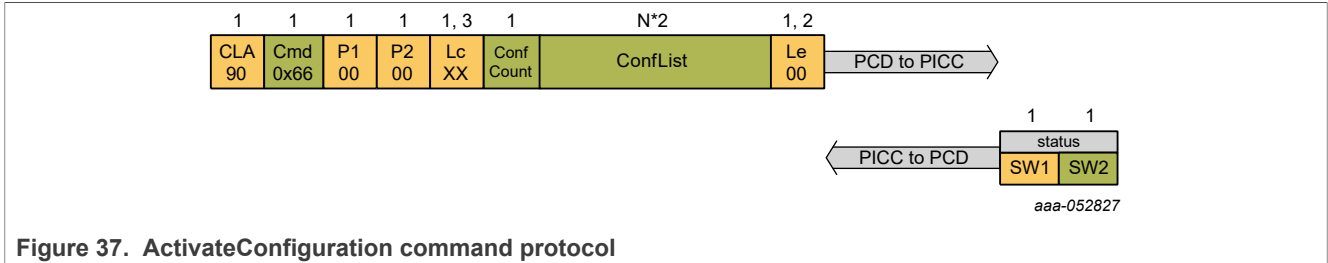 1 1 1 1 1, 3 1 N*2 1, 2
CLA Cmd P1 P2 Lc Conf ConfList Le
90 0x66 00 00 XX Count 00
PCD to PICC
1 1
status
PICC to PCD
SW1 SW2
aaa-052827
Figure 37. ActivateConfiguration command protocol